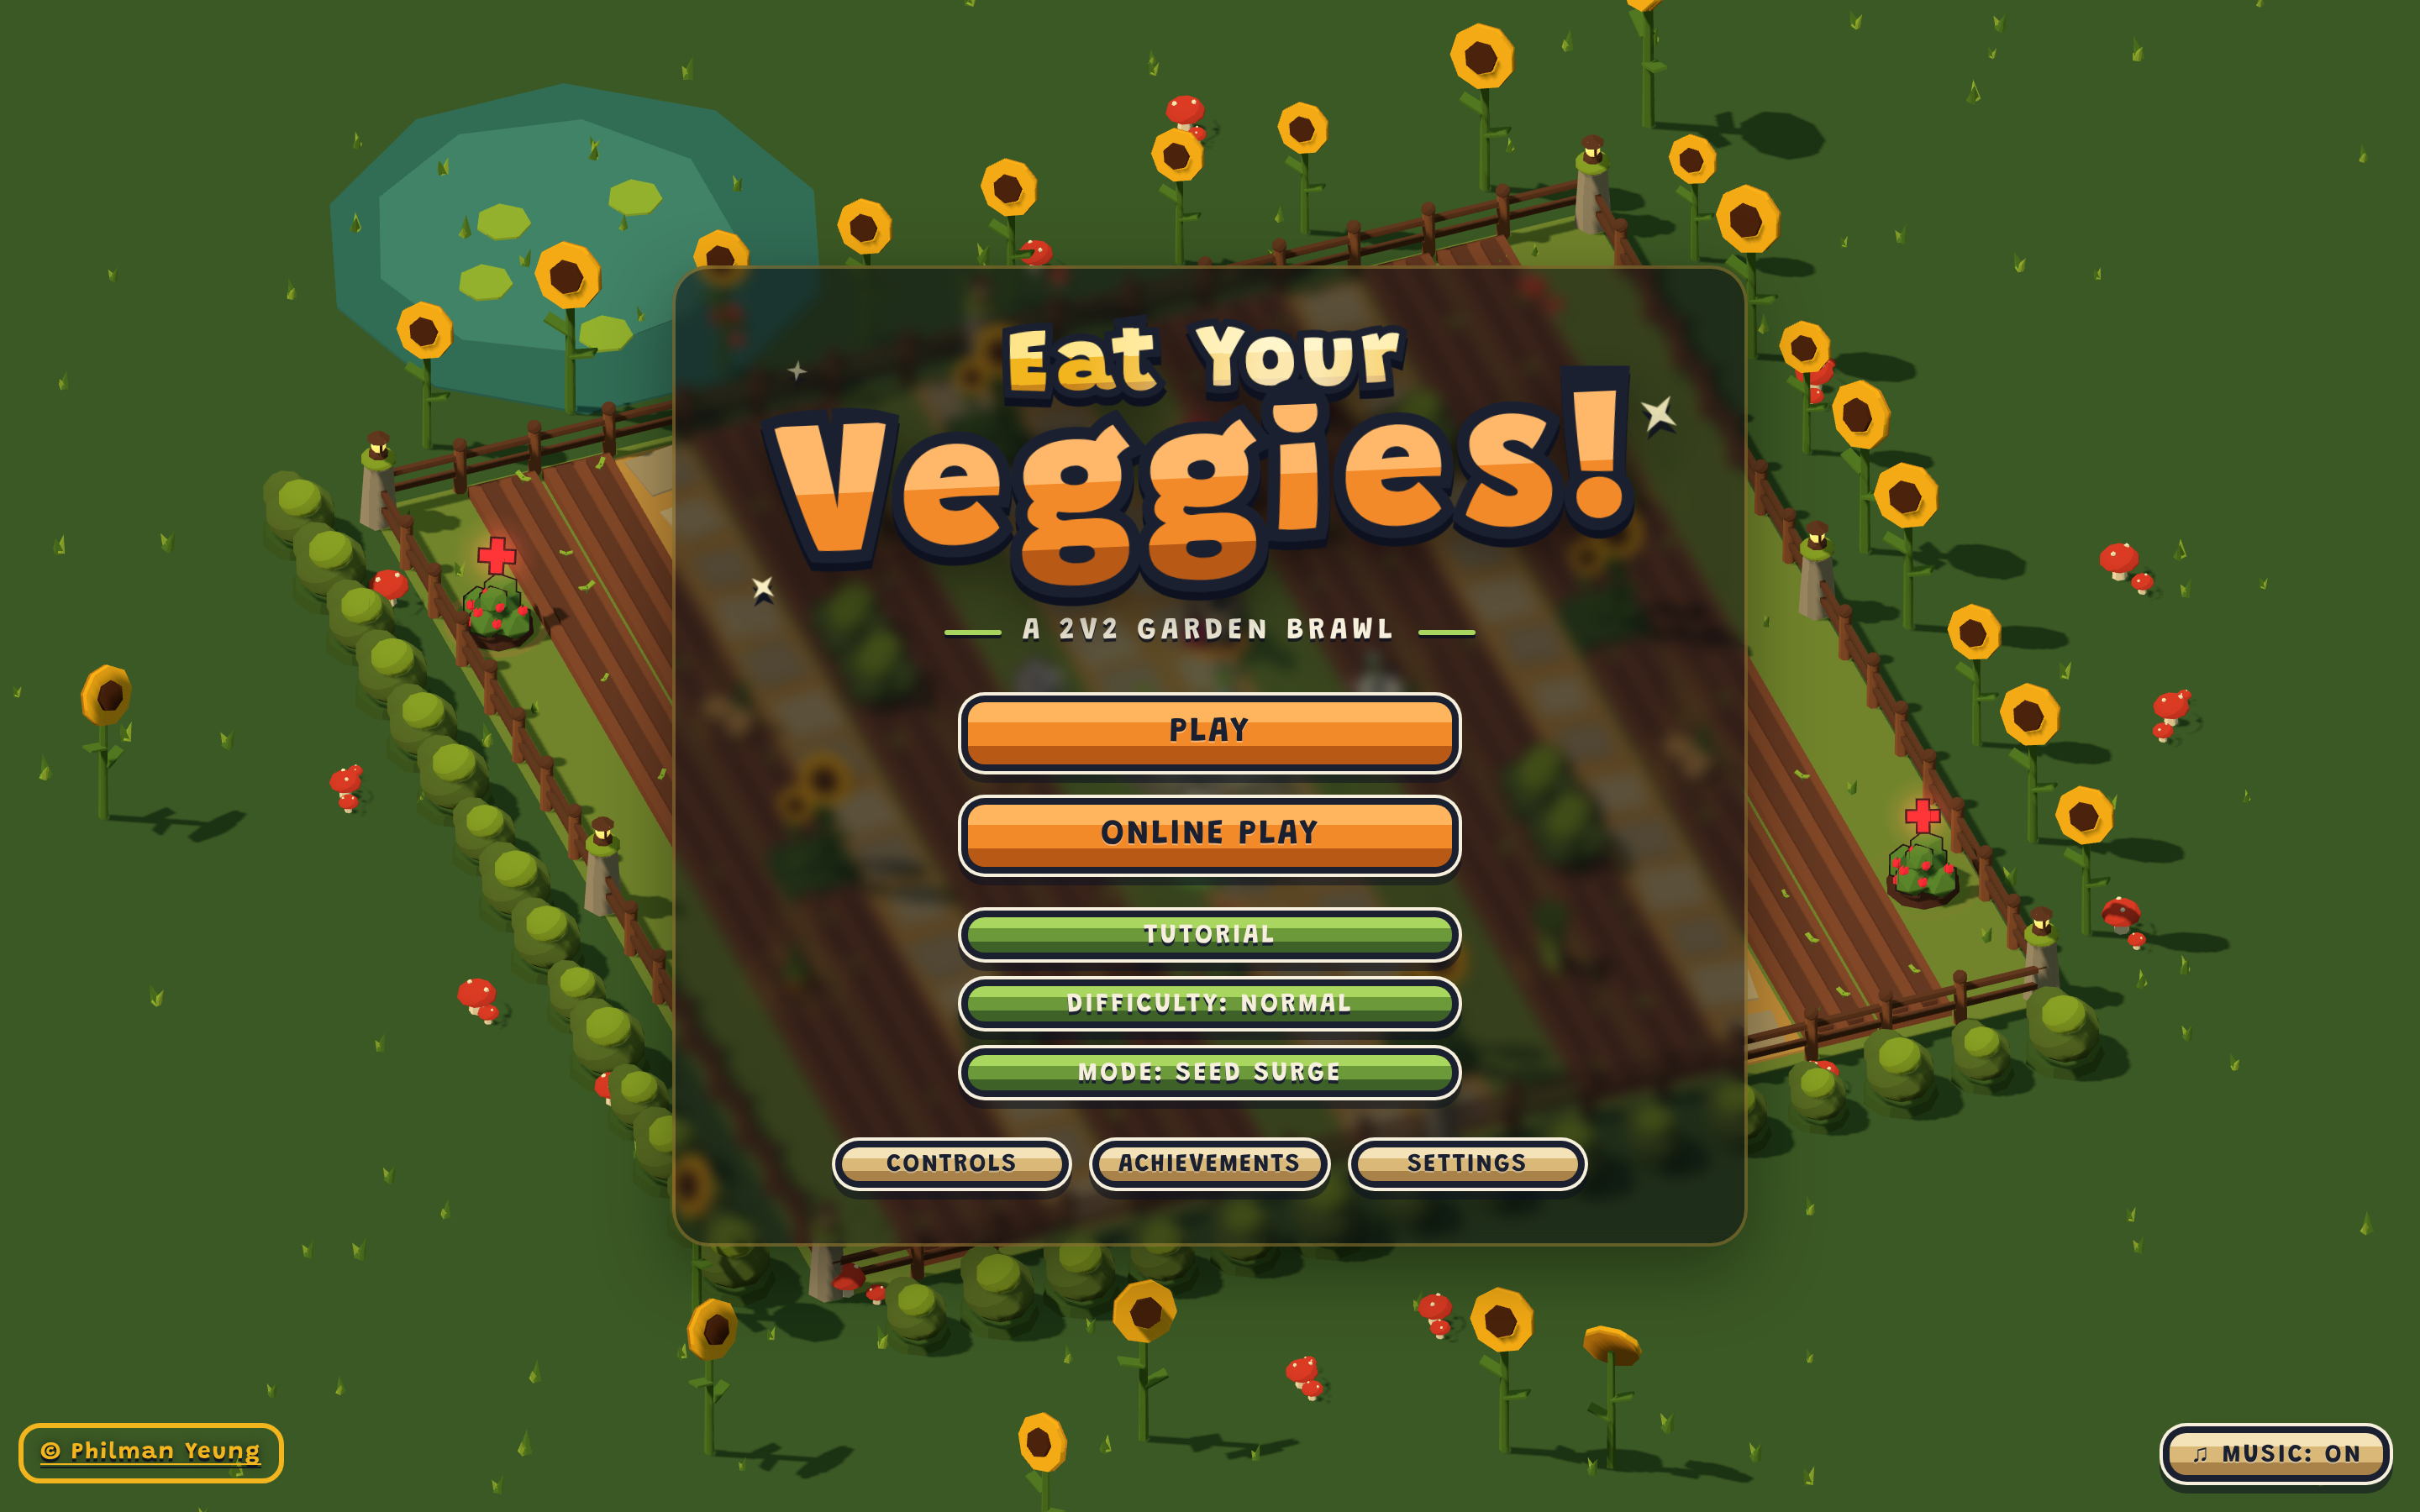 Eat Your
Veggies!
A 2V2 GARDEN BRAWL
PLAY
ONLINE PLAY
TUTORIAL
DIFFICULTY: NORMAL
MODE: SEED SURGE
CONTROLS
ACHIEVEMENTS
SETTINGS
© Philman Yeung
♫ MUSIC: ON